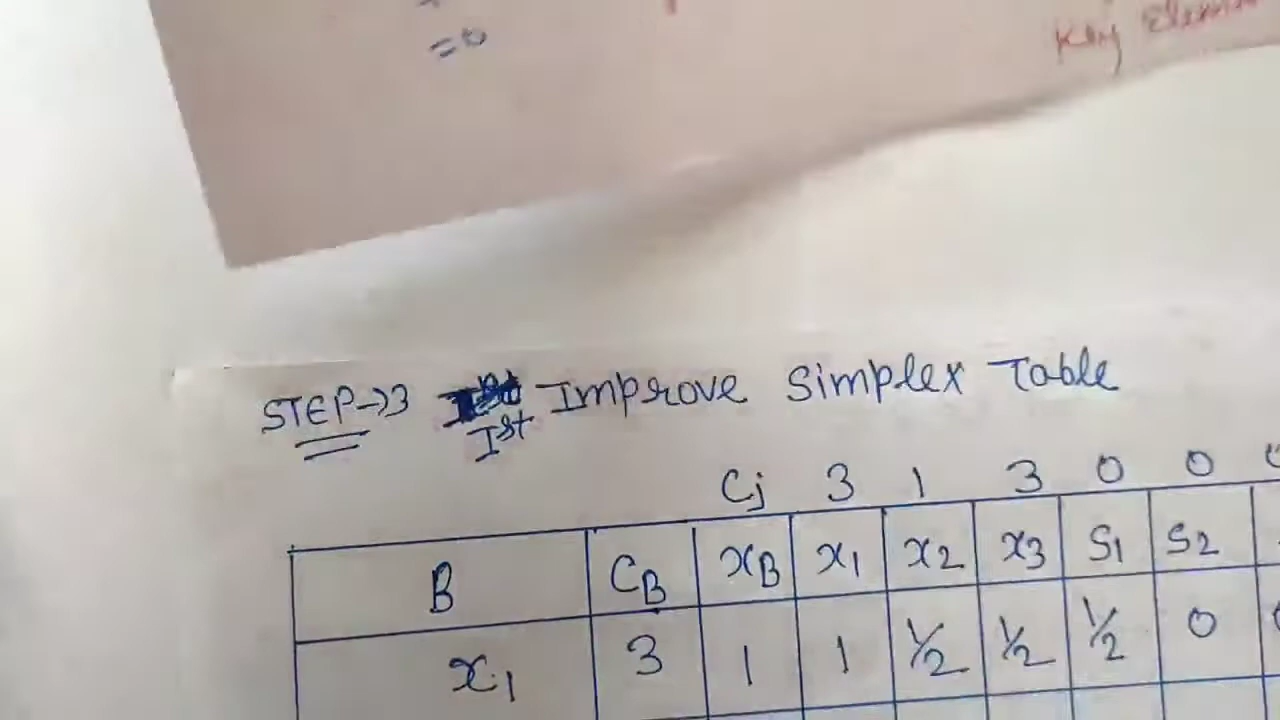 =0
Key Eleme
STEP→3 Ist Improve Simplex Table
Cj 3 1 3 0 0
B CB xB x1 x2 x3 S1 S2
x1 3 1 1 1/2 1/2 1/2 0